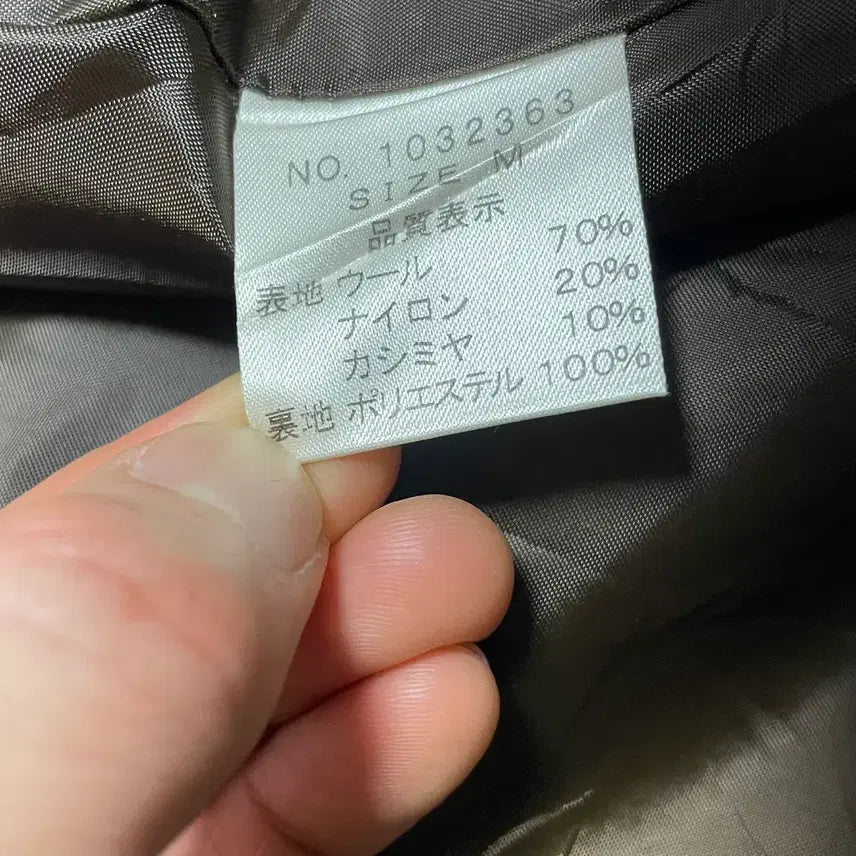 NO. 1032363
SIZE M
品質表示
表地 ウール 70%
ナイロン 20%
カシミヤ 10%
裏地 ポリエステル 100%